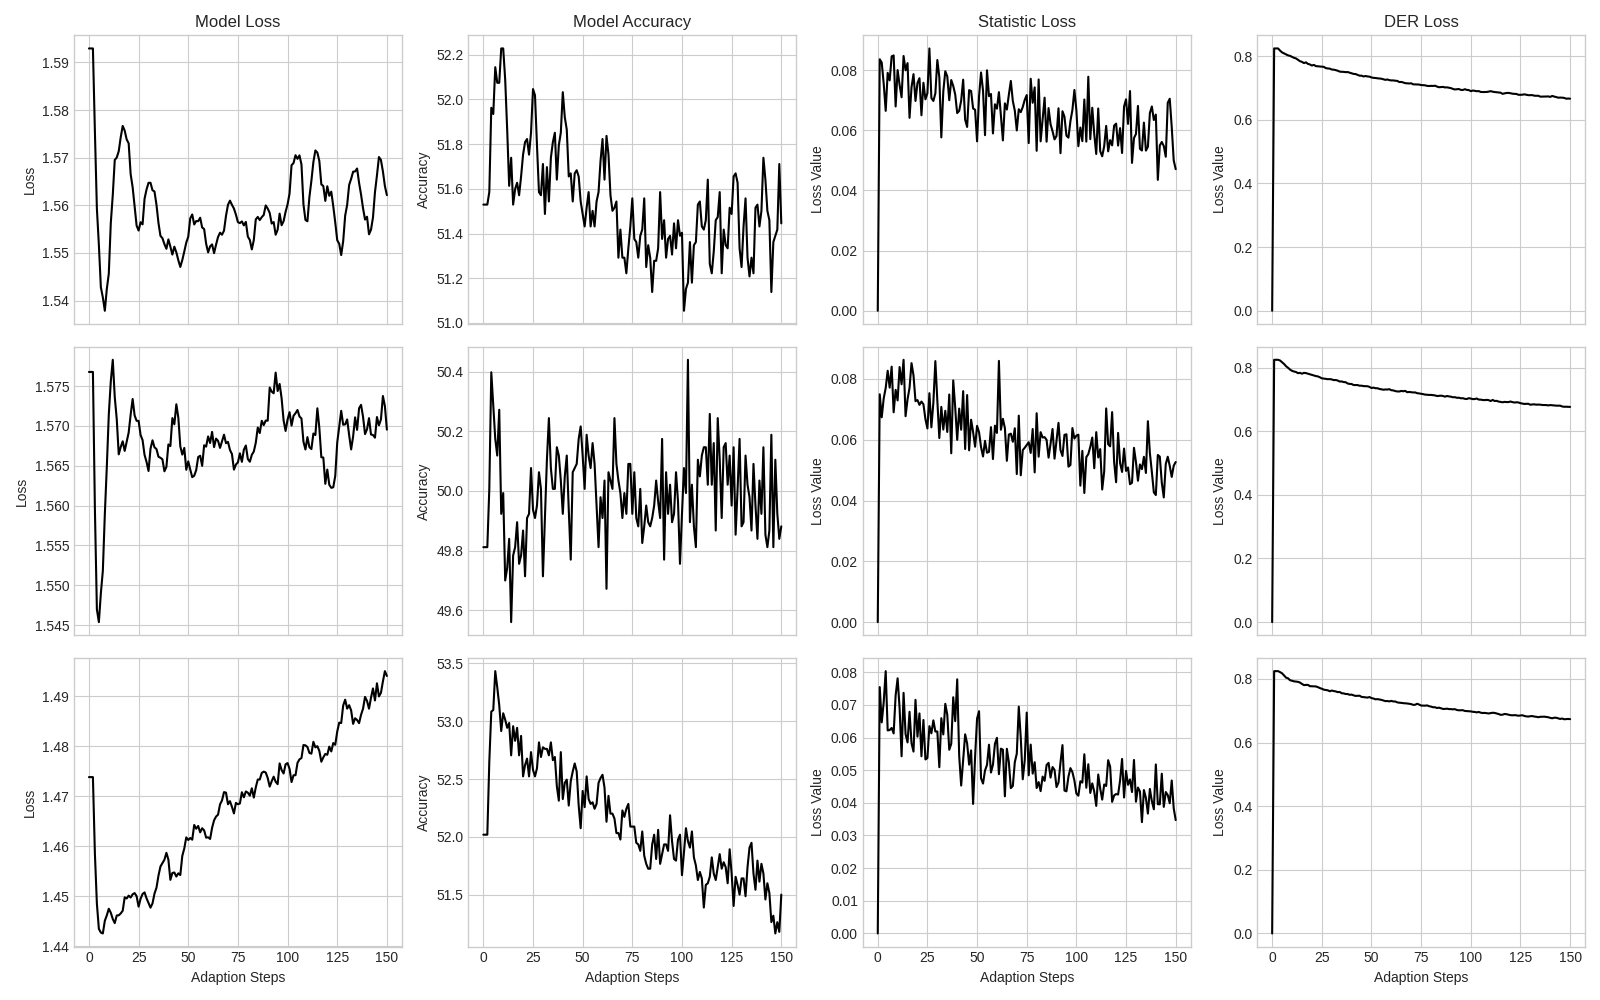 Model Loss
Model Accuracy
Statistic Loss
DER Loss
Loss
1.59
1.58
1.57
1.56
1.55
1.54
Accuracy
52.2
52.0
51.8
51.6
51.4
51.2
51.0
Loss Value
0.08
0.06
0.04
0.02
0.00
Loss Value
0.8
0.6
0.4
0.2
0.0
Loss
1.575
1.570
1.565
1.560
1.555
1.550
1.545
Accuracy
50.4
50.2
50.0
49.8
49.6
Loss Value
0.08
0.06
0.04
0.02
0.00
Loss Value
0.8
0.6
0.4
0.2
0.0
Loss
1.49
1.48
1.47
1.46
1.45
1.44
0 25 50 75 100 125 150
Adaption Steps
Accuracy
53.5
53.0
52.5
52.0
51.5
0 25 50 75 100 125 150
Adaption Steps
Loss Value
0.08
0.07
0.06
0.05
0.04
0.03
0.02
0.01
0.00
0 25 50 75 100 125 150
Adaption Steps
Loss Value
0.8
0.6
0.4
0.2
0.0
0 25 50 75 100 125 150
Adaption Steps